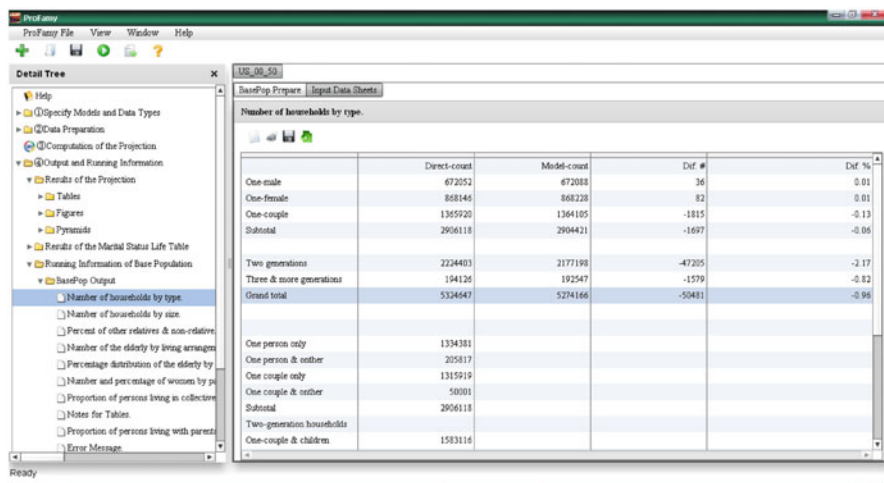 ProFamy
ProFamy File View Window Help
Detail Tree
US_00_50
BasePop Prepare Input Data Sheets
Number of households by type.
Help
①Specify Models and Data Types
②Data Preparation
③Computation of the Projection
④Output and Running Information
Results of the Projection
Tables
Figures
Pyramids
Results of the Marital Status Life Table
Running Information of Base Population
BasePop Output
Number of households by type.
Number of households by size.
Percent of other relatives & non-relative
Number of the elderly by living arrangen
Percentage distribution of the elderly by
Number and percentage of women by pa
Proportion of persons living in collective
Notes for Tables.
Proportion of persons living with parents
Error Message.
Direct-count Model-count Dif. # Dif. %
One-male 672052 672088 36 0.01
One-female 868146 868228 82 0.01
One-couple 1365920 1364105 -1815 -0.13
Subtotal 2906118 2904421 -1697 -0.06
Two generations 2224403 2177198 -47205 -2.17
Three & more generations 194126 192547 -1579 -0.82
Grand total 5324647 5274166 -50481 -0.96
One person only 1334381
One person & onther 205817
One couple only 1315919
One couple & onther 50001
Subtotal 2906118
Two-generation households
One-couple & children 1583116
Ready